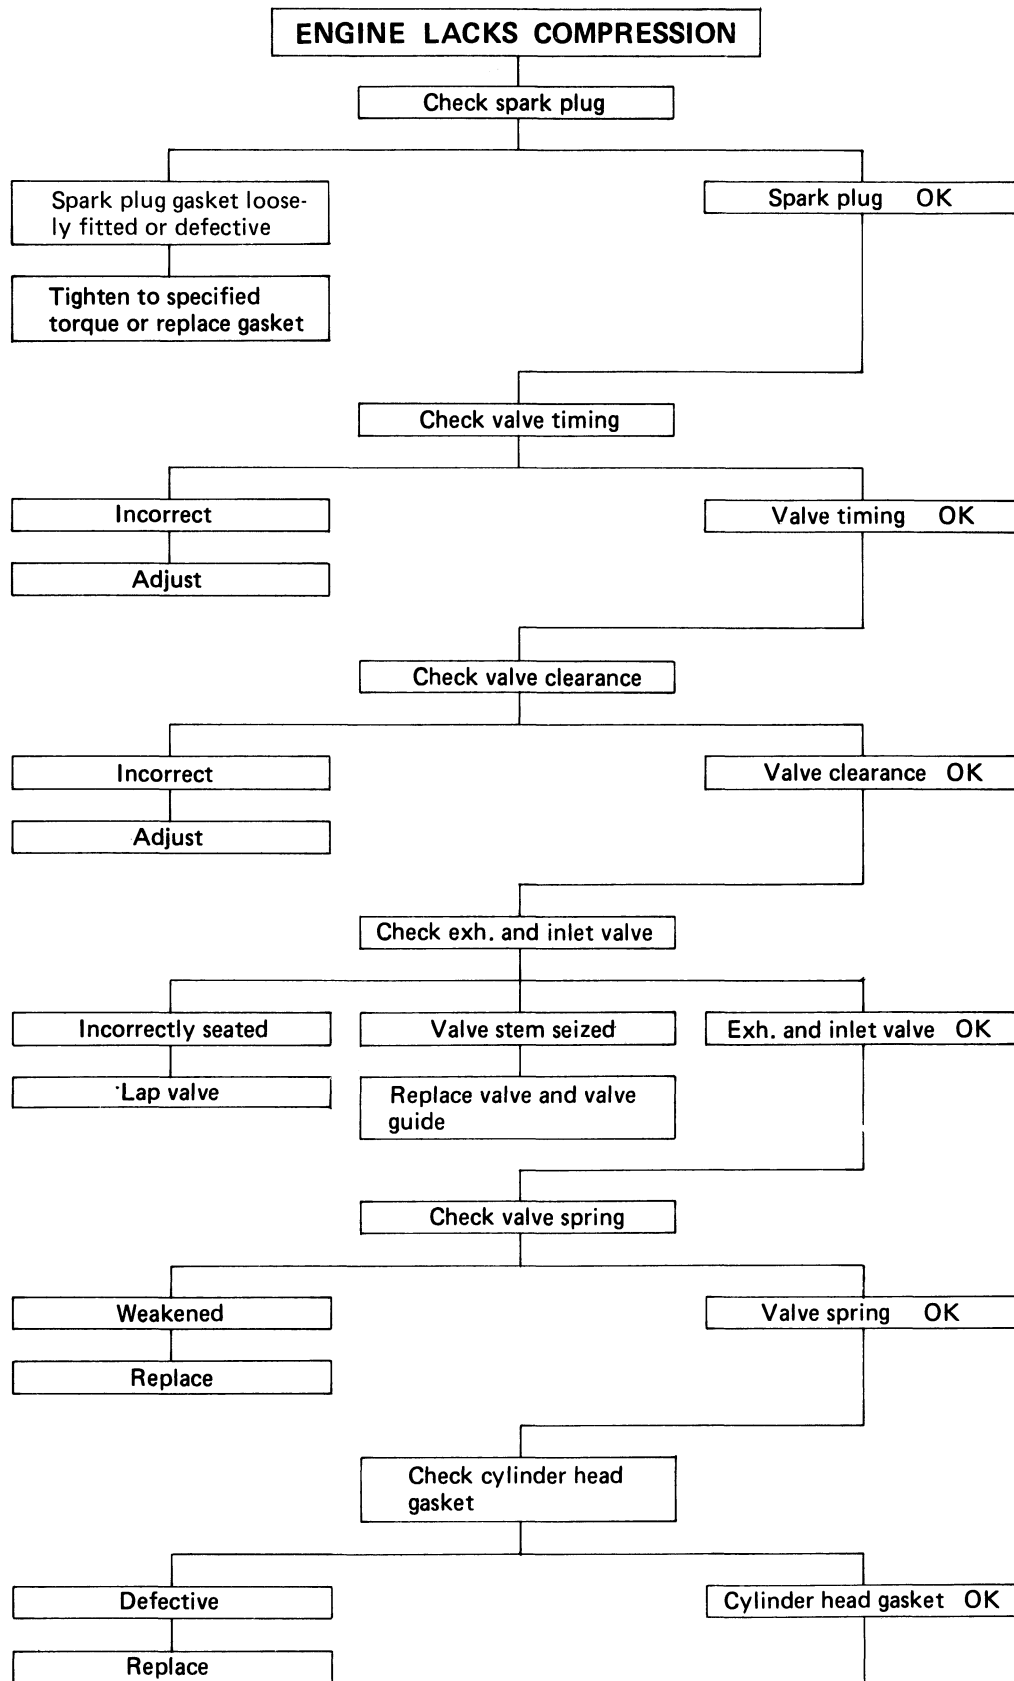 ENGINE LACKS COMPRESSION
Check spark plug
Spark plug gasket loose-
ly fitted or defective
Spark plug OK
Tighten to specified
torque or replace gasket
Check valve timing
Incorrect
Valve timing OK
Adjust
Check valve clearance
Incorrect
Valve clearance OK
Adjust
Check exh. and inlet valve
Incorrectly seated
Valve stem seized
Exh. and inlet valve OK
Lap valve
Replace valve and valve
guide
Check valve spring
Weakened
Valve spring OK
Replace
Check cylinder head
gasket
Defective
Cylinder head gasket OK
Replace